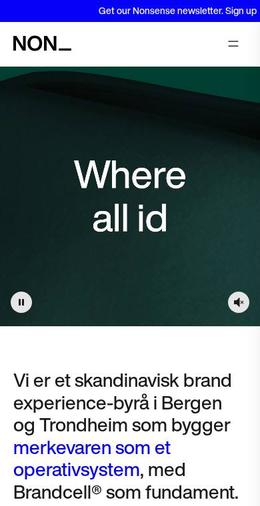 Get our Nonsense newsletter. Sign up
NON_
Where
all id
Vi er et skandinavisk brand
experience-byrå i Bergen
og Trondheim som bygger
merkevaren som et
operativsystem, med
Brandcell® som fundament.